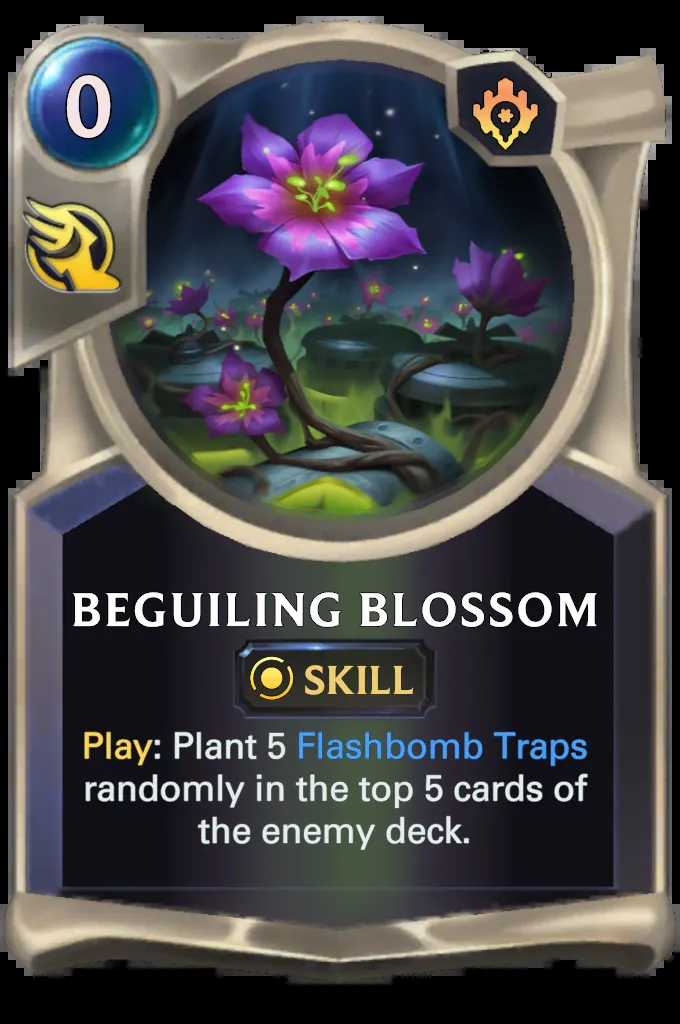 0
BEGUILING BLOSSOM
SKILL
Play: Plant 5 Flashbomb Traps
randomly in the top 5 cards of
the enemy deck.